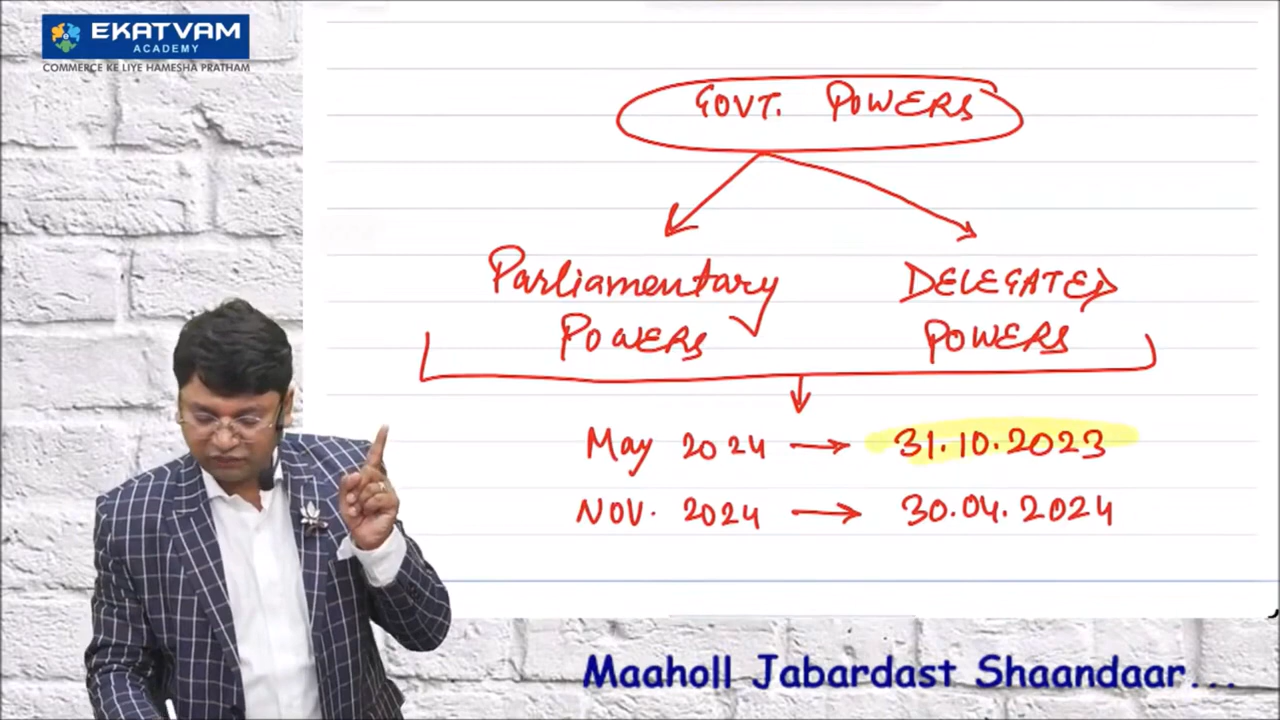 EKATVAM
ACADEMY
COMMERCE KE LIYE HAMESHA PRATHAM
GOVT. POWERS
Parliamentary POWERS
DELEGATED POWERS
May 2024 → 31.10.2023
NOV. 2024 → 30.04.2024
Maaholl Jabardast Shaandaar...